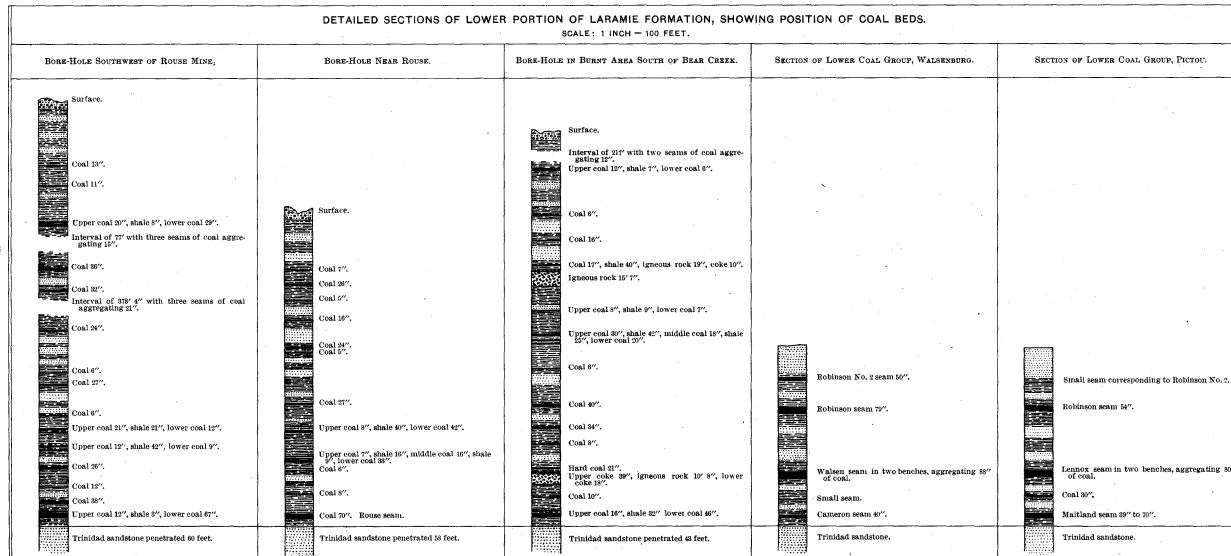 DETAILED SECTIONS OF LOWER PORTION OF LARAMIE FORMATION, SHOWING POSITION OF COAL BEDS.
SCALE: 1 INCH — 100 FEET.
BORE-HOLE SOUTHWEST OF ROUSE MINE,
Surface.
Coal 13″.
Coal 11″.
Upper coal 20″, shale 8″, lower coal 29″.
Interval of 77′ with three seams of coal aggre-
gating 15″.
Coal 36″.
Coal 32″.
Interval of 378′ 4″ with three seams of coal
aggregating 21″.
Coal 24″.
Coal 6″.
Coal 27″.
Coal 6″.
Upper coal 21″, shale 21″, lower coal 12″.
Upper coal 12″, shale 42″, lower coal 9″.
Coal 26″.
Coal 12″.
Coal 38″.
Upper coal 12″, shale 3″, lower coal 67″.
Trinidad sandstone penetrated 60 feet.
BORE-HOLE NEAR ROUSE.
Surface.
Coal 7″.
Coal 26″.
Coal 5″.
Coal 16″.
Coal 24″.
Coal 5″.
Coal 27″.
Upper coal 8″, shale 40″, lower coal 42″.
Upper coal 7″, shale 16″, middle coal 16″, shale
9″, lower coal 38″.
Coal 6″.
Coal 8″.
Coal 70″. Rouse seam.
Trinidad sandstone penetrated 58 feet.
BORE-HOLE IN BURNT AREA SOUTH OF BEAR CREEK.
Surface.
Interval of 217′ with two seams of coal aggre-
gating 12″.
Upper coal 12″, shale 7″, lower coal 6″.
Coal 6″.
Coal 16″.
Coal 17″, shale 40″, igneous rock 19″, coke 10″.
Igneous rock 15′ 7″.
Upper coal 8″, shale 9″, lower coal 7″.
Upper coal 30″, shale 42″, middle coal 18″, shale
25″, lower coal 20″.
Coal 6″.
Coal 40″.
Coal 34″.
Coal 8″.
Hard coal 21″.
Upper coke 39″, igneous rock 10′ 8″, lower
coke 18″.
Coal 10″.
Upper coal 16″, shale 32″ lower coal 46″.
Trinidad sandstone penetrated 43 feet.
SECTION OF LOWER COAL GROUP, WALSENBURG.
Robinson No. 2 seam 50″.
Robinson seam 79″.
Walsen seam in two benches, aggregating 88″
of coal.
Small seam.
Cameron seam 40″.
Trinidad sandstone.
SECTION OF LOWER COAL GROUP, PICTOU.
Small seam corresponding to Robinson No. 2.
Robinson seam 54″.
Lennox seam in two benches, aggregating 80
of coal.
Coal 30″.
Maitland seam 39″ to 70″.
Trinidad sandstone.